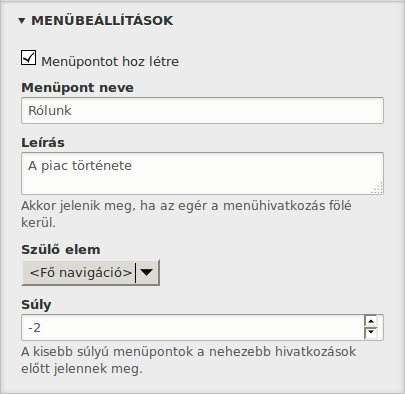 MENÜBEÁLLÍTÁSOK
Menüpontot hoz létre
Menüpont neve
Rólunk
Leírás
A piac története
Akkor jelenik meg, ha az egér a menühivatkozás fölé
kerül.
Szülő elem
<Fő navigáció>
Súly
-2
A kisebb súlyú menüpontok a nehezebb hivatkozások
előtt jelennek meg.